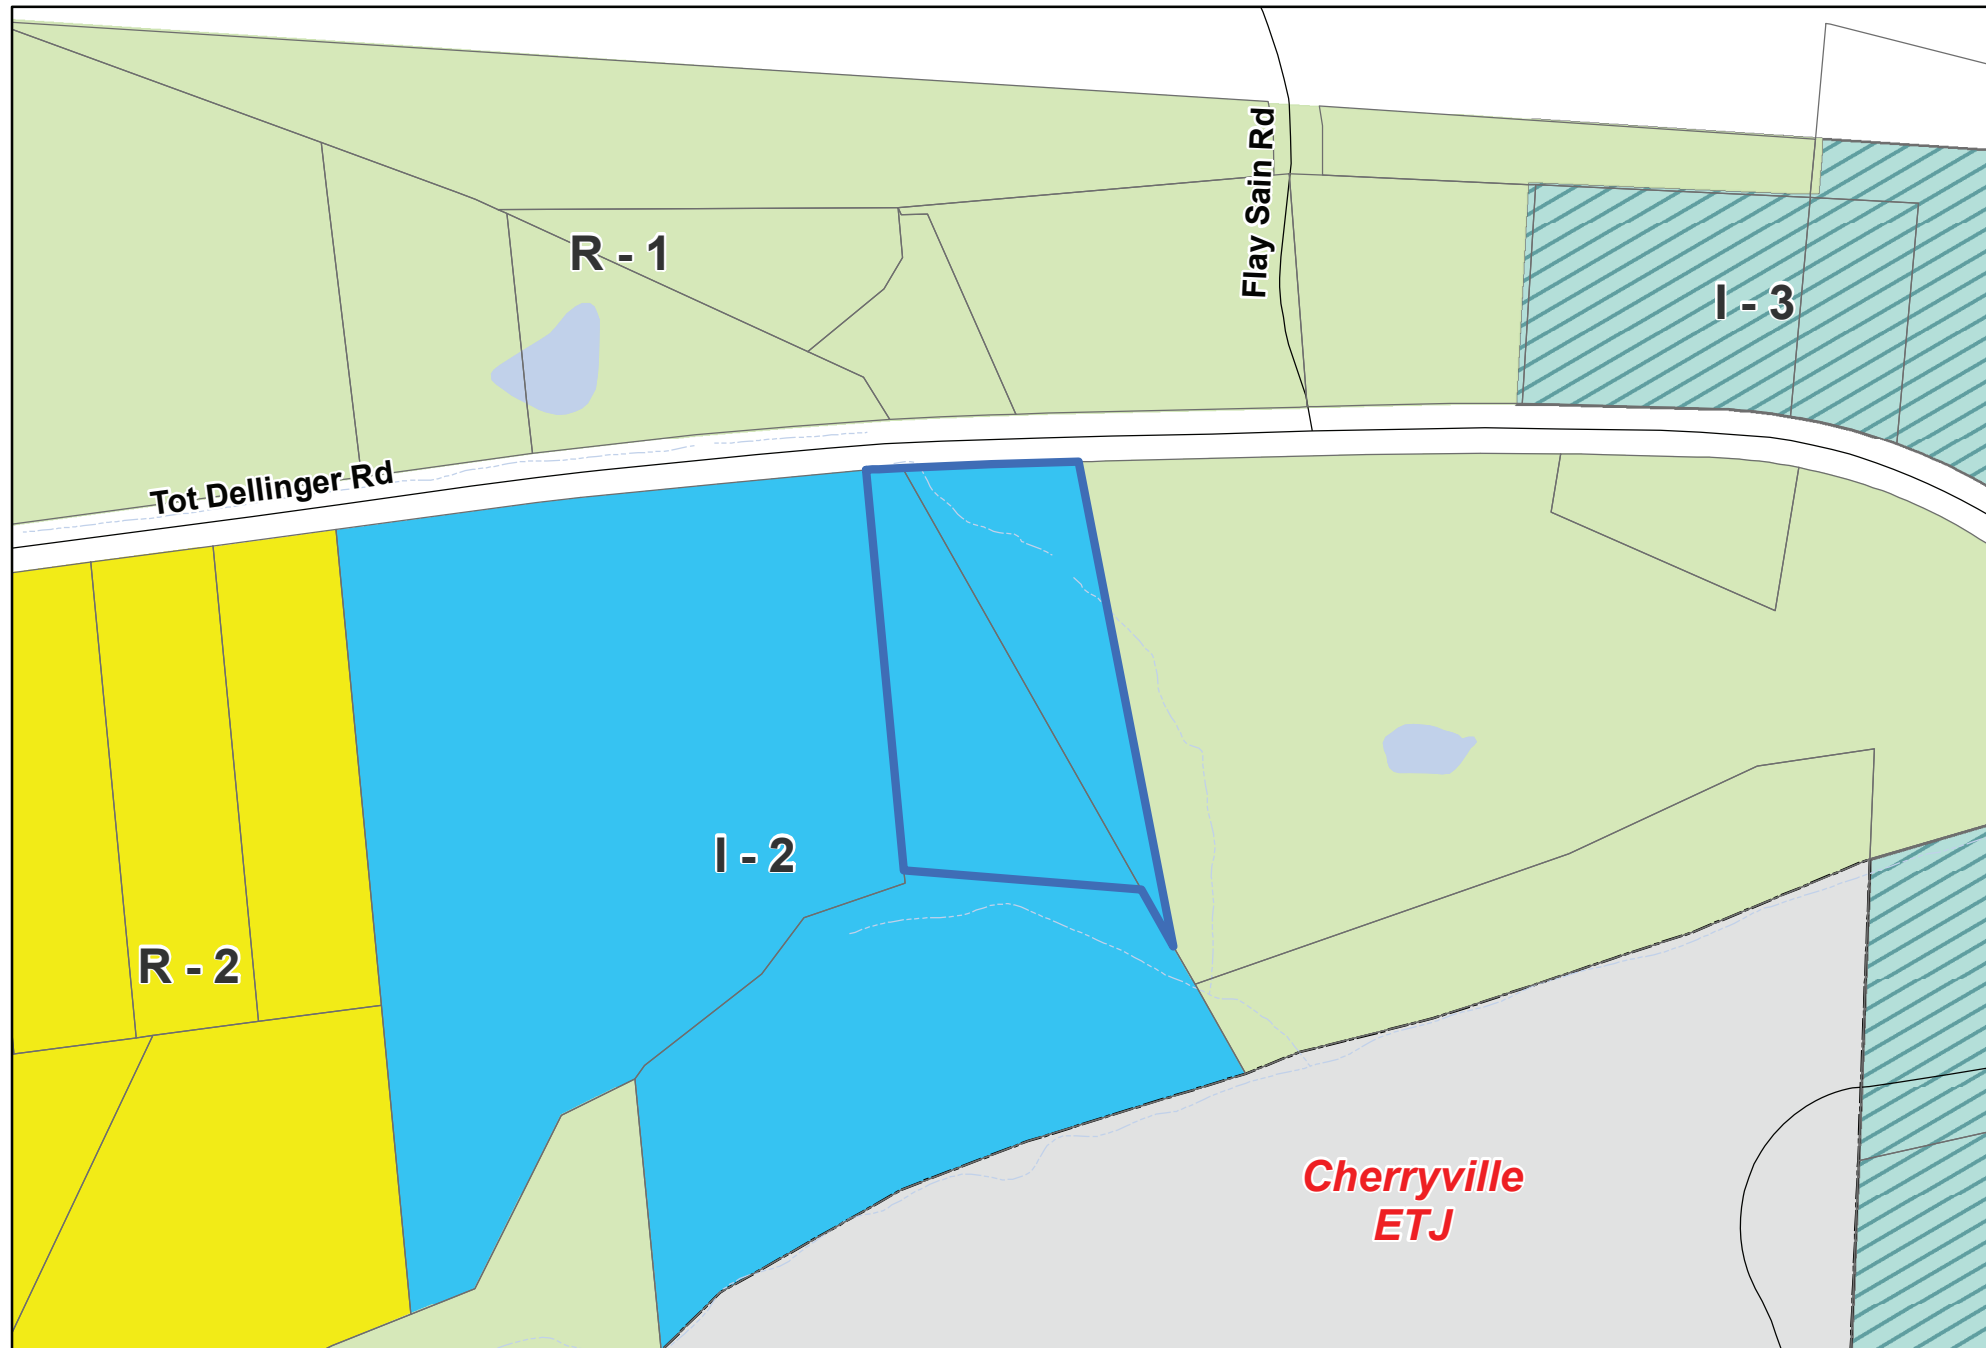 Flay Sain Rd
R - 1
I - 3
Tot Dellinger Rd
I - 2
R - 2
Cherryville
ETJ